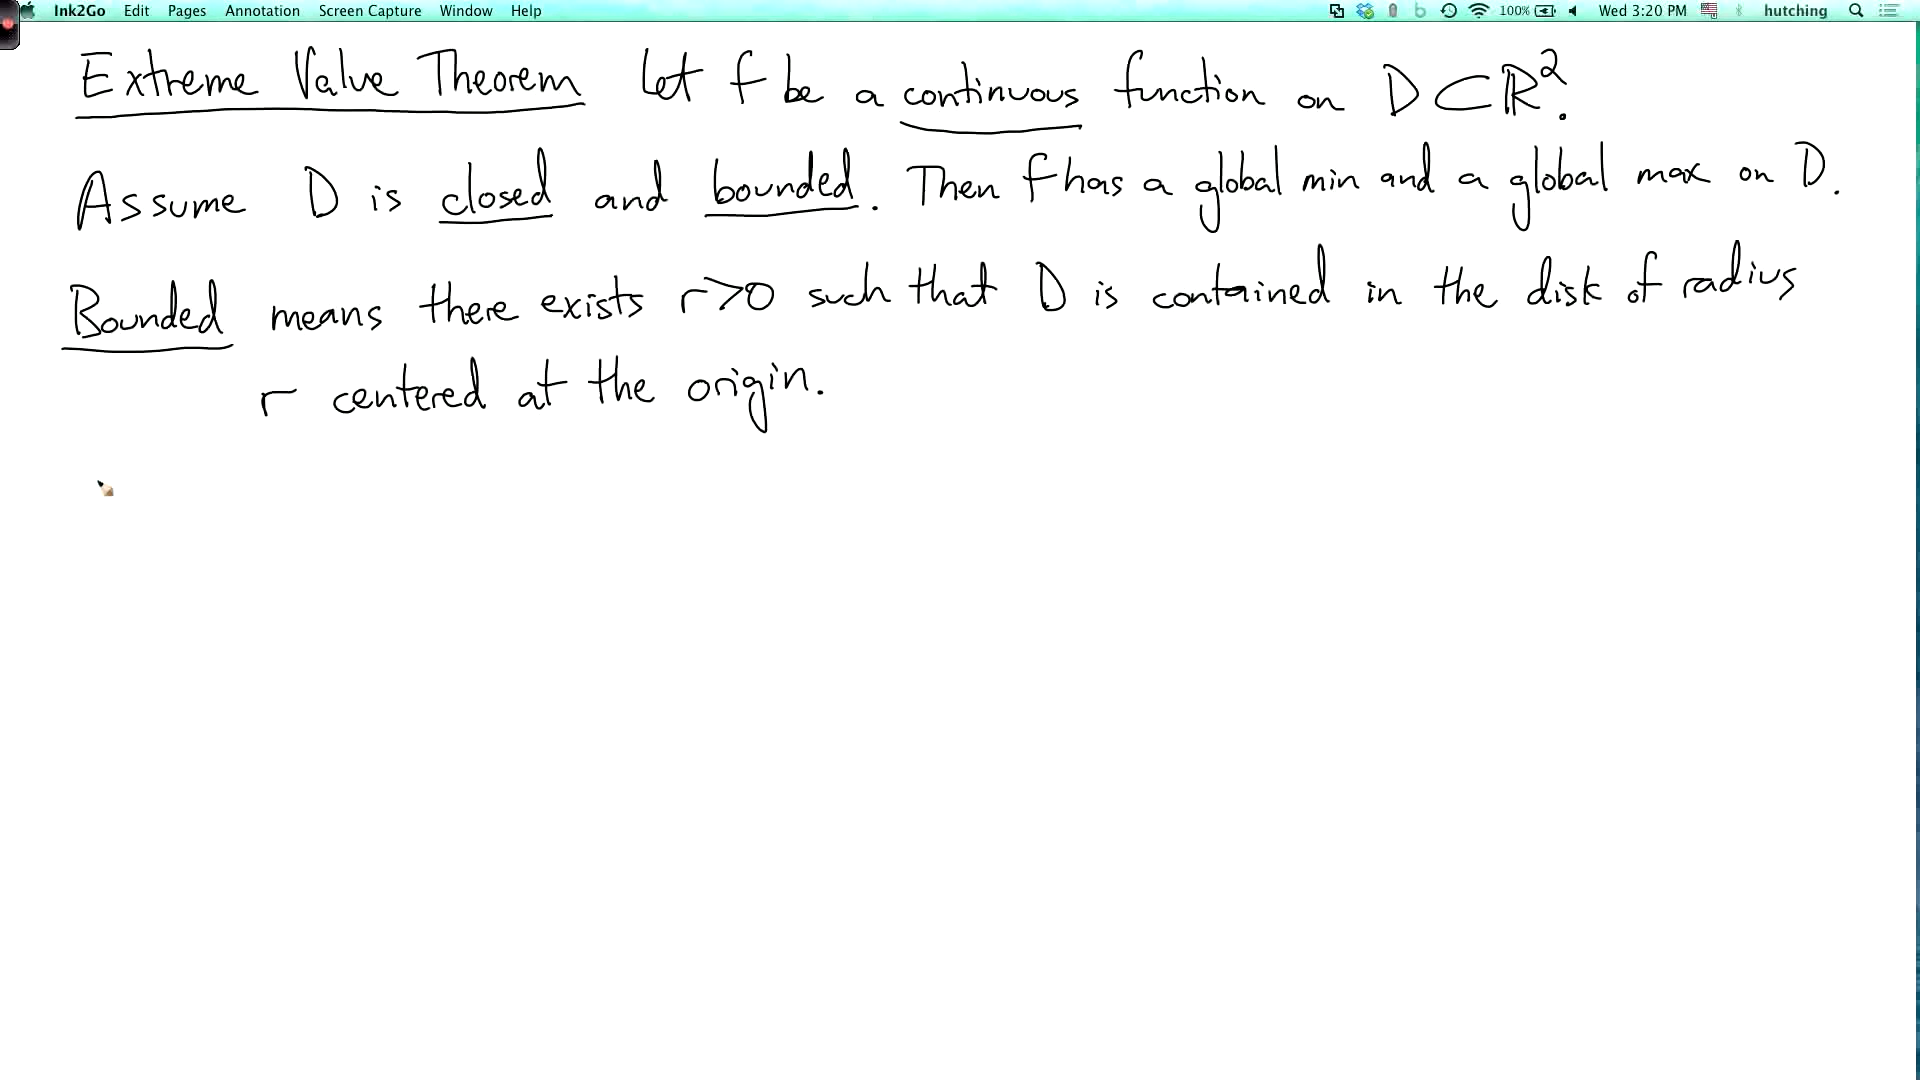 Ink2Go Edit Pages Annotation Screen Capture Window Help 100% Wed 3:20 PM hutching
Extreme Value Theorem Let f be a continuous function on D ⊂ ℝ².
Assume D is closed and bounded. Then f has a global min and a global max on D.
Bounded means there exists r>0 such that D is contained in the disk of radius
r centered at the origin.